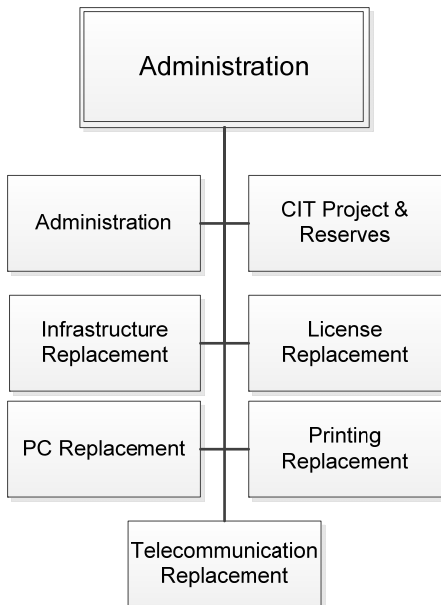 Administration
Administration
CIT Project &
Reserves
Infrastructure
Replacement
License
Replacement
PC Replacement
Printing
Replacement
Telecommunication
Replacement